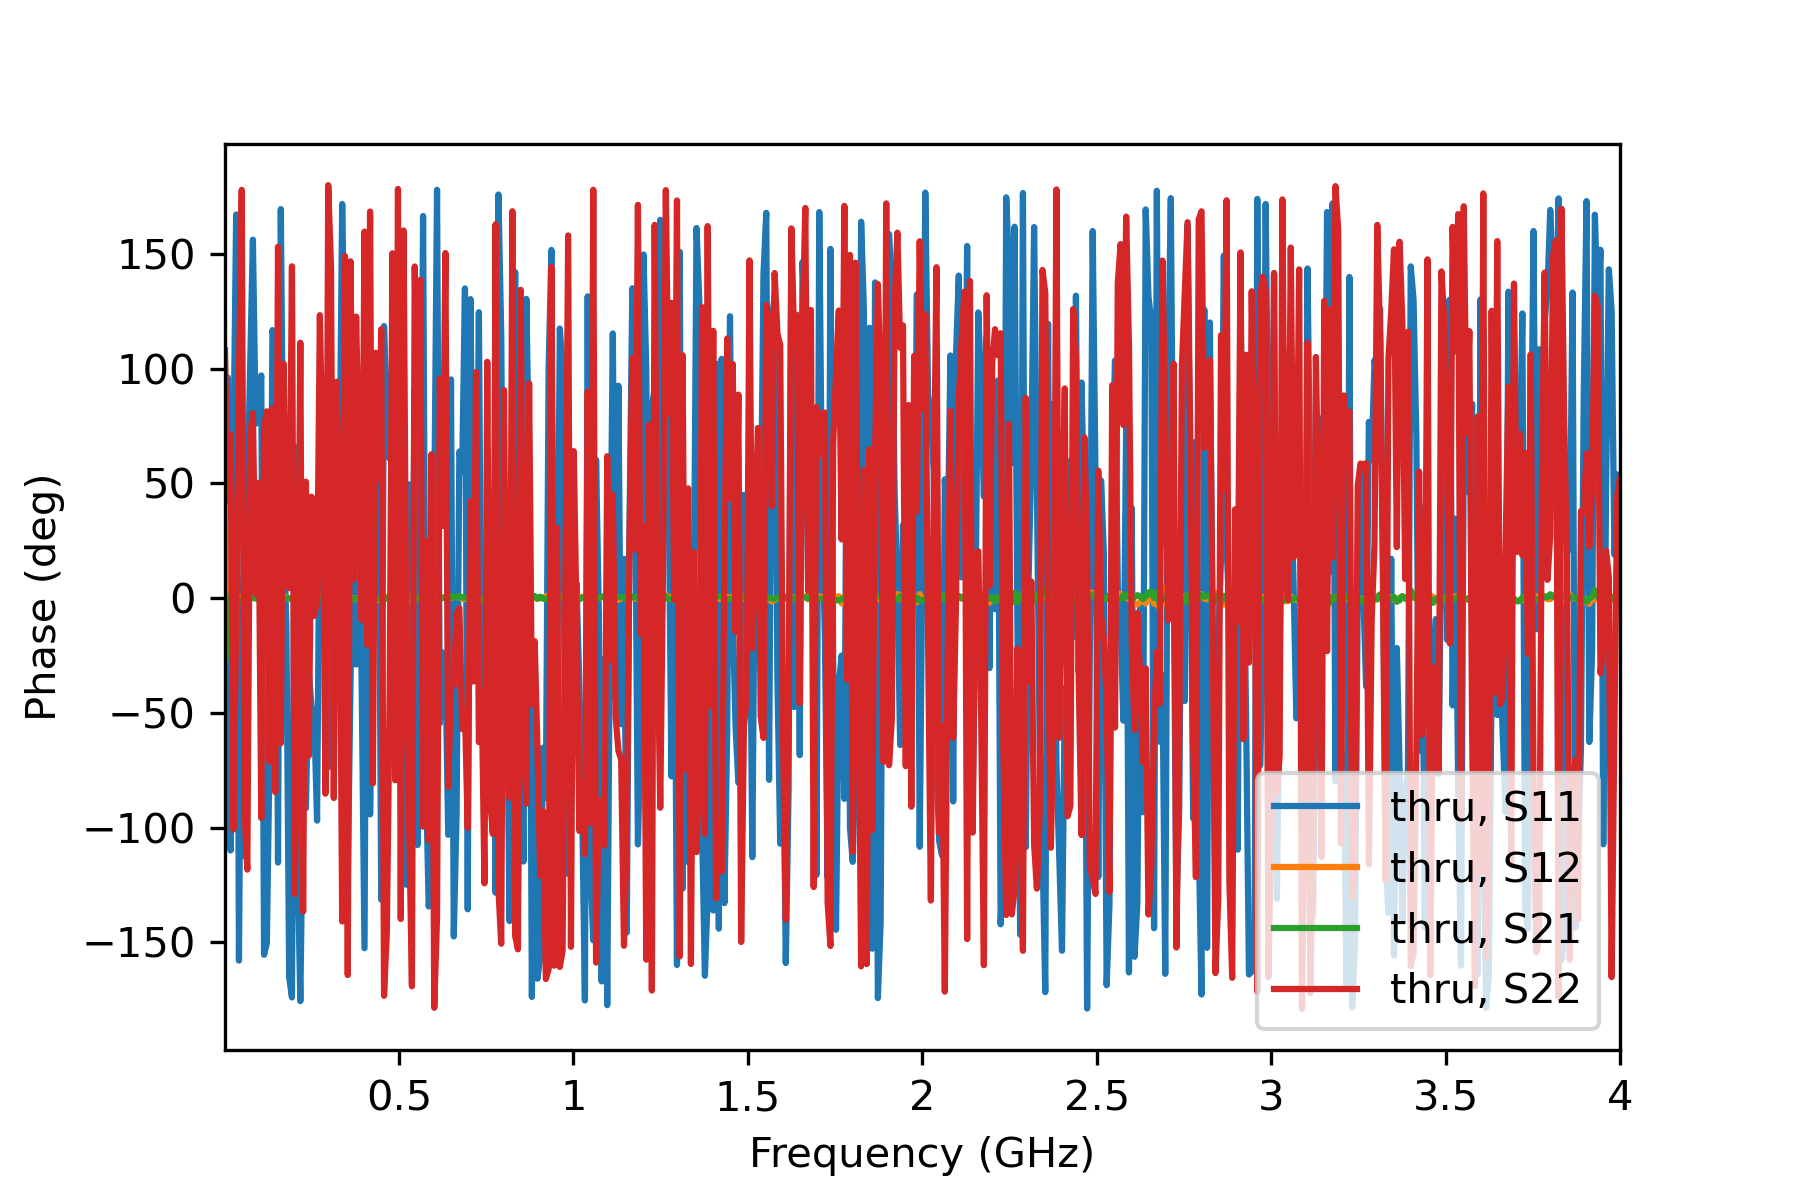 150
100
50
0
−50
−100
−150
Phase (deg)
0.5
1
1.5
2
2.5
3
3.5
4
Frequency (GHz)
thru, S11
thru, S12
thru, S21
thru, S22